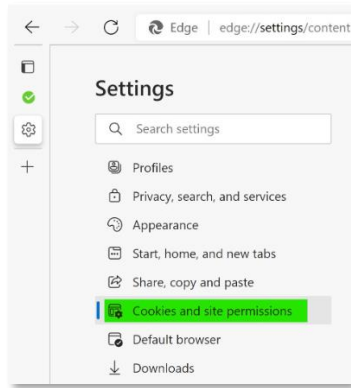 Edge | edge://settings/content
Settings
Search settings
Profiles
Privacy, search, and services
Appearance
Start, home, and new tabs
Share, copy and paste
Cookies and site permissions
Default browser
Downloads